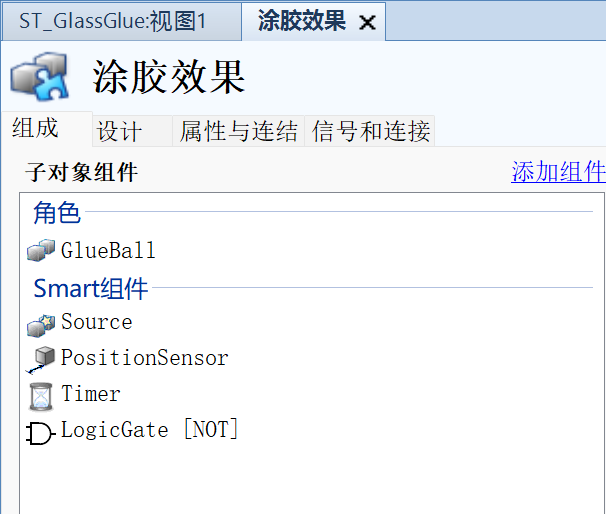 ST_GlassGlue:视图1 涂胶效果
涂胶效果
组成 设计 属性与连结 信号和连接
子对象组件 添加组件
角色
GlueBall
Smart组件
Source
PositionSensor
Timer
LogicGate [NOT]